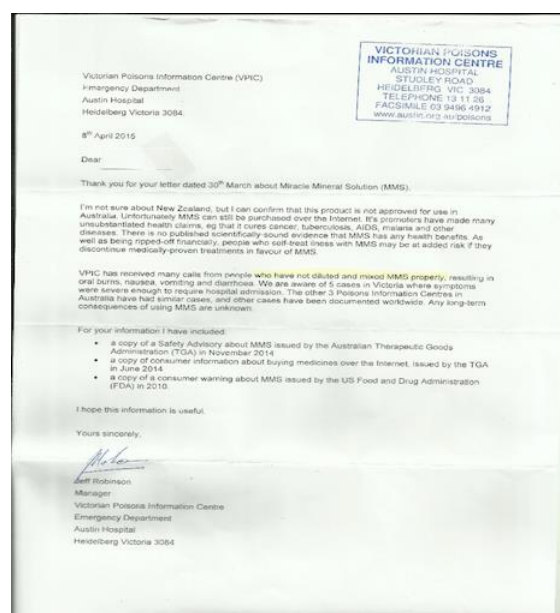 VICTORIAN POISONS
INFORMATION CENTRE
AUSTIN HOSPITAL
STUDLEY ROAD
HEIDELBERG VIC 3084
TELEPHONE 13 11 26
FACSIMILE 03 9496 4912
www.austin.org.au/poisons
Victorian Poisons Information Centre (VPIC)
Emergency Department
Austin Hospital
Heidelberg Victoria 3084
8th April 2015
Dear
Thank you for your letter dated 30th March about Miracle Mineral Solution (MMS).
I'm not sure about New Zealand, but I can confirm that this product is not approved for use in
Australia. Unfortunately MMS can still be purchased over the Internet. It's promoters have made many
unsubstantiated health claims, eg that it cures cancer, tuberculosis, AIDS, malaria and other
diseases. There is no published scientifically-sound evidence that MMS has any health benefits. As
well as being ripped-off financially, people who self-treat illness with MMS may be at added risk if they
discontinue medically-proven treatments in favour of MMS.
VPIC has received many calls from people who have not diluted and mixed MMS properly, resulting in
oral burns, nausea, vomiting and diarrhoea. We are aware of 5 cases in Victoria where symptoms
were severe enough to require hospital admission. The other 3 Poisons Information Centres in
Australia have had similar cases, and other cases have been documented worldwide. Any long-term
consequences of using MMS are unknown.
For your information I have included:
• a copy of a Safety Advisory about MMS issued by the Australian Therapeutic Goods
Administration (TGA) in November 2014
• a copy of consumer information about buying medicines over the Internet, issued by the TGA
in June 2014
• a copy of a consumer warning about MMS issued by the US Food and Drug Administration
(FDA) in 2010.
I hope this information is useful.
Yours sincerely,
Jeff Robinson
Manager
Victorian Poisons Information Centre
Emergency Department
Austin Hospital
Heidelberg Victoria 3084